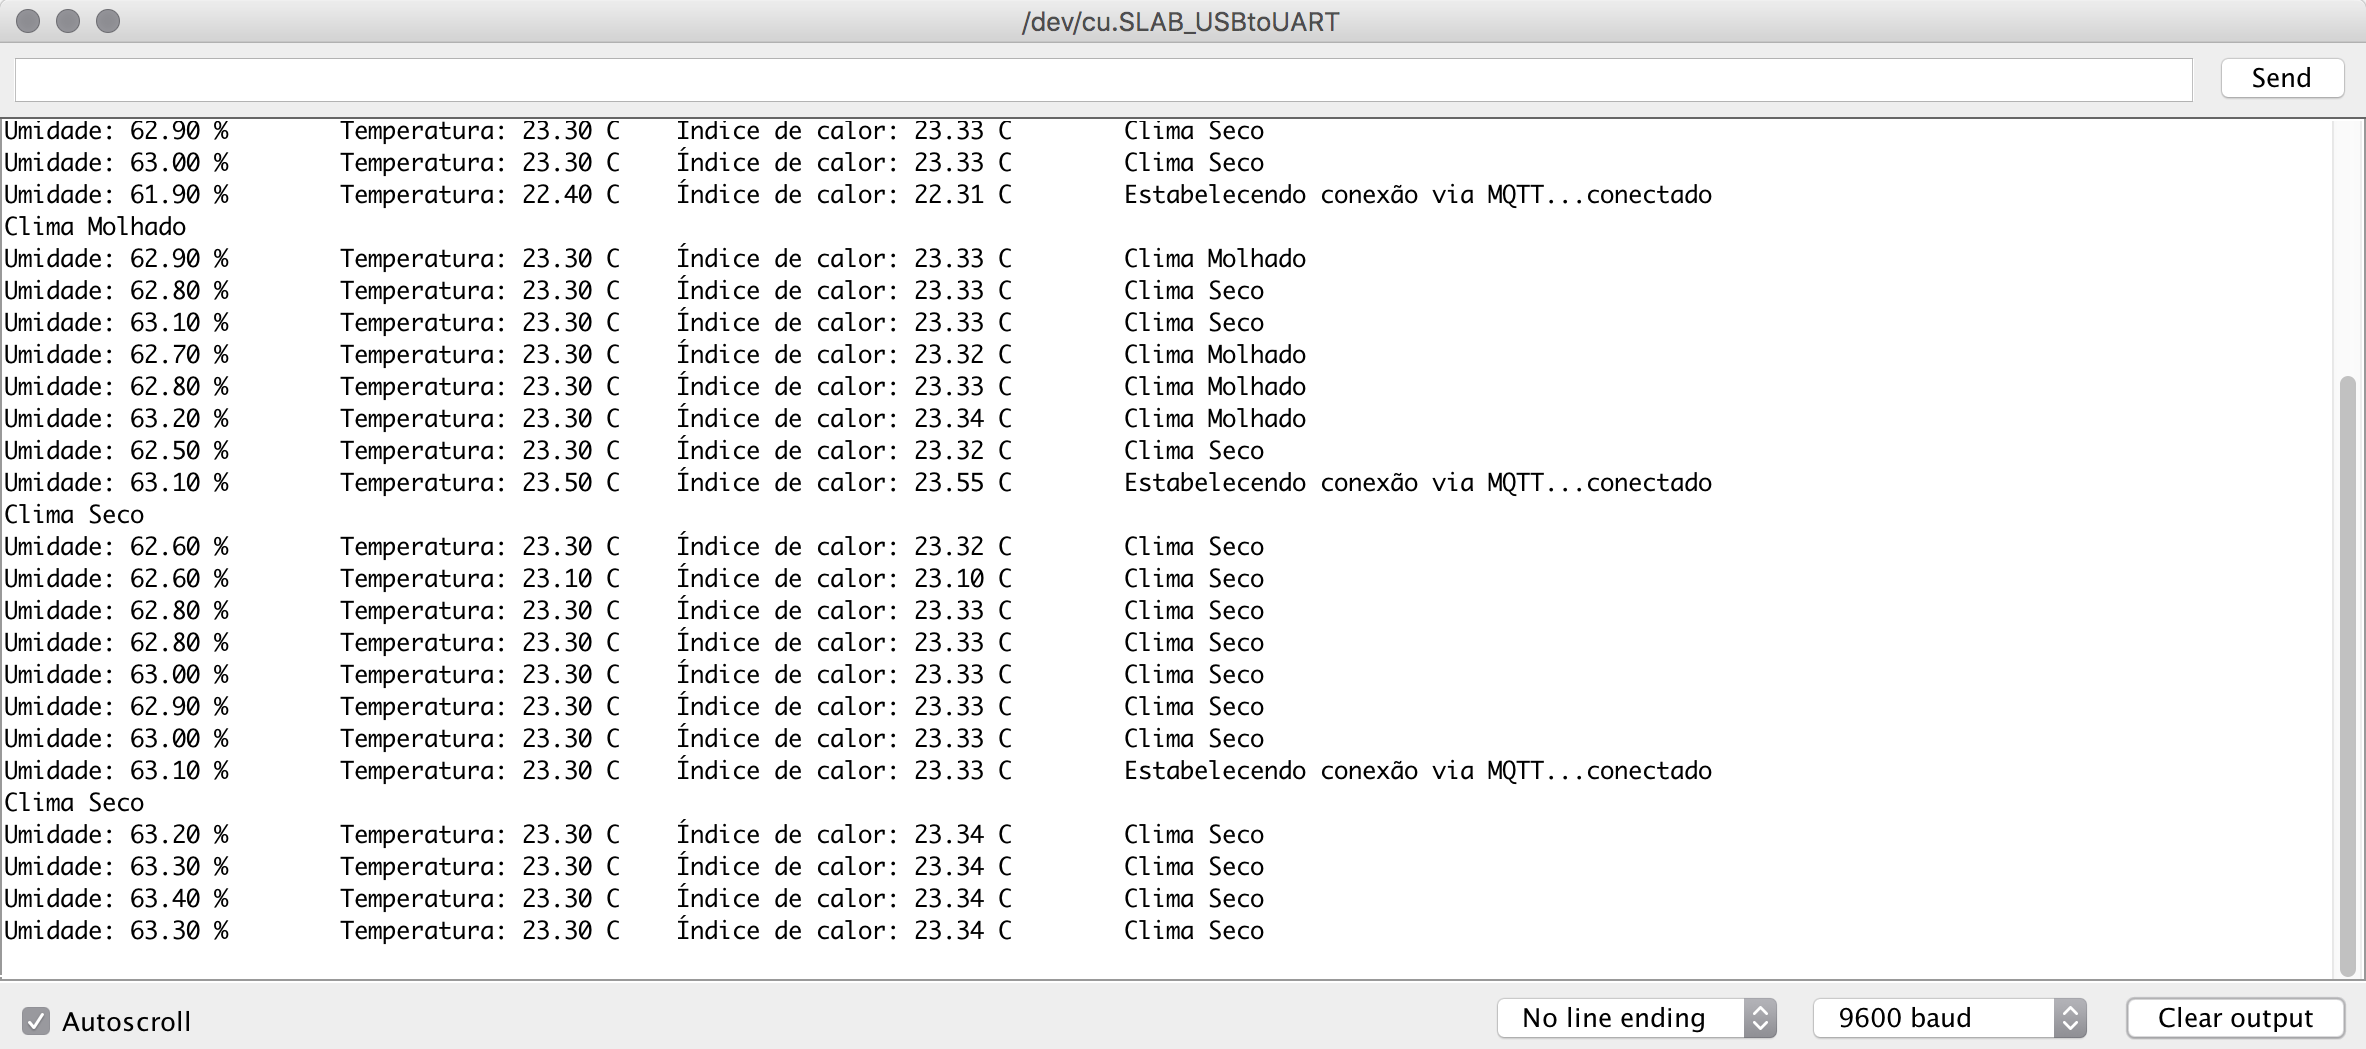 /dev/cu.SLAB_USBtoUART
Send
Umidade: 62.90 % Temperatura: 23.30 C Índice de calor: 23.33 C Clima Seco
Umidade: 63.00 % Temperatura: 23.30 C Índice de calor: 23.33 C Clima Seco
Umidade: 61.90 % Temperatura: 22.40 C Índice de calor: 22.31 C Estabelecendo conexão via MQTT...conectado
Clima Molhado
Umidade: 62.90 % Temperatura: 23.30 C Índice de calor: 23.33 C Clima Molhado
Umidade: 62.80 % Temperatura: 23.30 C Índice de calor: 23.33 C Clima Seco
Umidade: 63.10 % Temperatura: 23.30 C Índice de calor: 23.33 C Clima Seco
Umidade: 62.70 % Temperatura: 23.30 C Índice de calor: 23.32 C Clima Molhado
Umidade: 62.80 % Temperatura: 23.30 C Índice de calor: 23.33 C Clima Molhado
Umidade: 63.20 % Temperatura: 23.30 C Índice de calor: 23.34 C Clima Molhado
Umidade: 62.50 % Temperatura: 23.30 C Índice de calor: 23.32 C Clima Seco
Umidade: 63.10 % Temperatura: 23.50 C Índice de calor: 23.55 C Estabelecendo conexão via MQTT...conectado
Clima Seco
Umidade: 62.60 % Temperatura: 23.30 C Índice de calor: 23.32 C Clima Seco
Umidade: 62.60 % Temperatura: 23.10 C Índice de calor: 23.10 C Clima Seco
Umidade: 62.80 % Temperatura: 23.30 C Índice de calor: 23.33 C Clima Seco
Umidade: 62.80 % Temperatura: 23.30 C Índice de calor: 23.33 C Clima Seco
Umidade: 63.00 % Temperatura: 23.30 C Índice de calor: 23.33 C Clima Seco
Umidade: 62.90 % Temperatura: 23.30 C Índice de calor: 23.33 C Clima Seco
Umidade: 63.00 % Temperatura: 23.30 C Índice de calor: 23.33 C Clima Seco
Umidade: 63.10 % Temperatura: 23.30 C Índice de calor: 23.33 C Estabelecendo conexão via MQTT...conectado
Clima Seco
Umidade: 63.20 % Temperatura: 23.30 C Índice de calor: 23.34 C Clima Seco
Umidade: 63.30 % Temperatura: 23.30 C Índice de calor: 23.34 C Clima Seco
Umidade: 63.40 % Temperatura: 23.30 C Índice de calor: 23.34 C Clima Seco
Umidade: 63.30 % Temperatura: 23.30 C Índice de calor: 23.34 C Clima Seco
Autoscroll No line ending 9600 baud Clear output